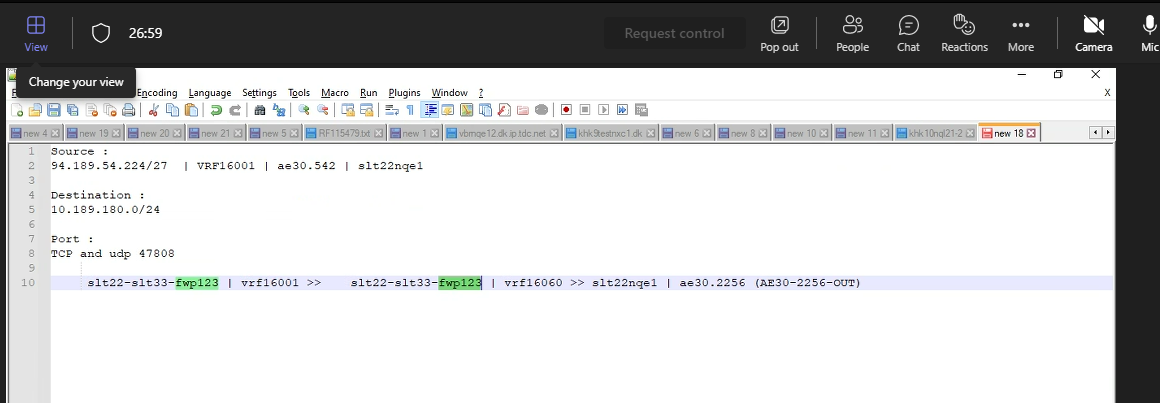 View
26:59
Request control
Pop out
People
Chat
Reactions
More
Camera
Mic
Change your view
Encoding Language Settings Tools Macro Run Plugins Window ?
X
new 4
new 19
new 20
new 21
new 5
RF115479.txt
new 1
vbmqe12.dk.ip.tdc.net
khk9testnxc1.dk
new 6
new 8
new 10
new 11
khk10nql21-2
new 18
1 Source :
2 94.189.54.224/27 | VRF16001 | ae30.542 | slt22nqe1
3
4 Destination :
5 10.189.180.0/24
6
7 Port :
8 TCP and udp 47808
9
10 slt22-slt33-fwp123 | vrf16001 >> slt22-slt33-fwp123 | vrf16060 >> slt22nqe1 | ae30.2256 (AE30-2256-OUT)